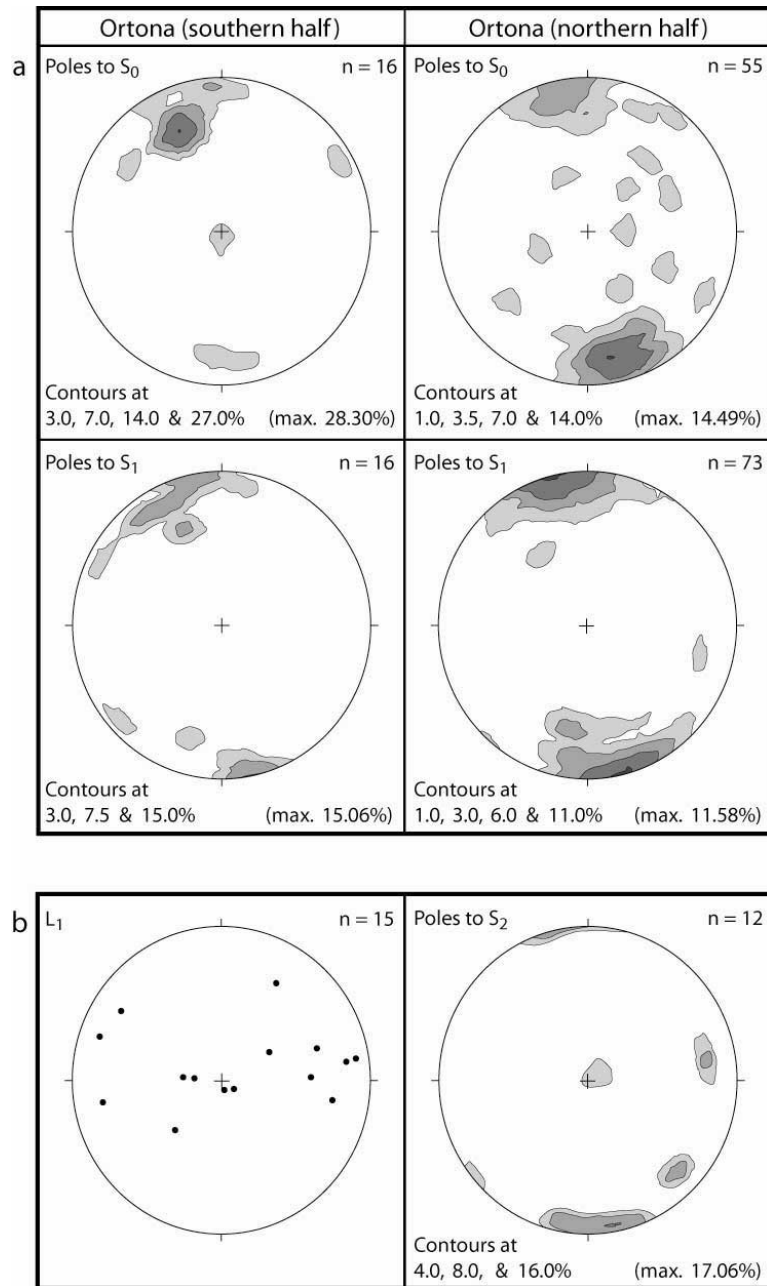 Ortona (southern half)
Ortona (northern half)
a
Poles to S₀ n = 16
Contours at
3.0, 7.0, 14.0 & 27.0% (max. 28.30%)
Poles to S₀ n = 55
Contours at
1.0, 3.5, 7.0 & 14.0% (max. 14.49%)
Poles to S₁ n = 16
Contours at
3.0, 7.5 & 15.0% (max. 15.06%)
Poles to S₁ n = 73
Contours at
1.0, 3.0, 6.0 & 11.0% (max. 11.58%)
b
L₁ n = 15
Poles to S₂ n = 12
Contours at
4.0, 8.0, & 16.0% (max. 17.06%)